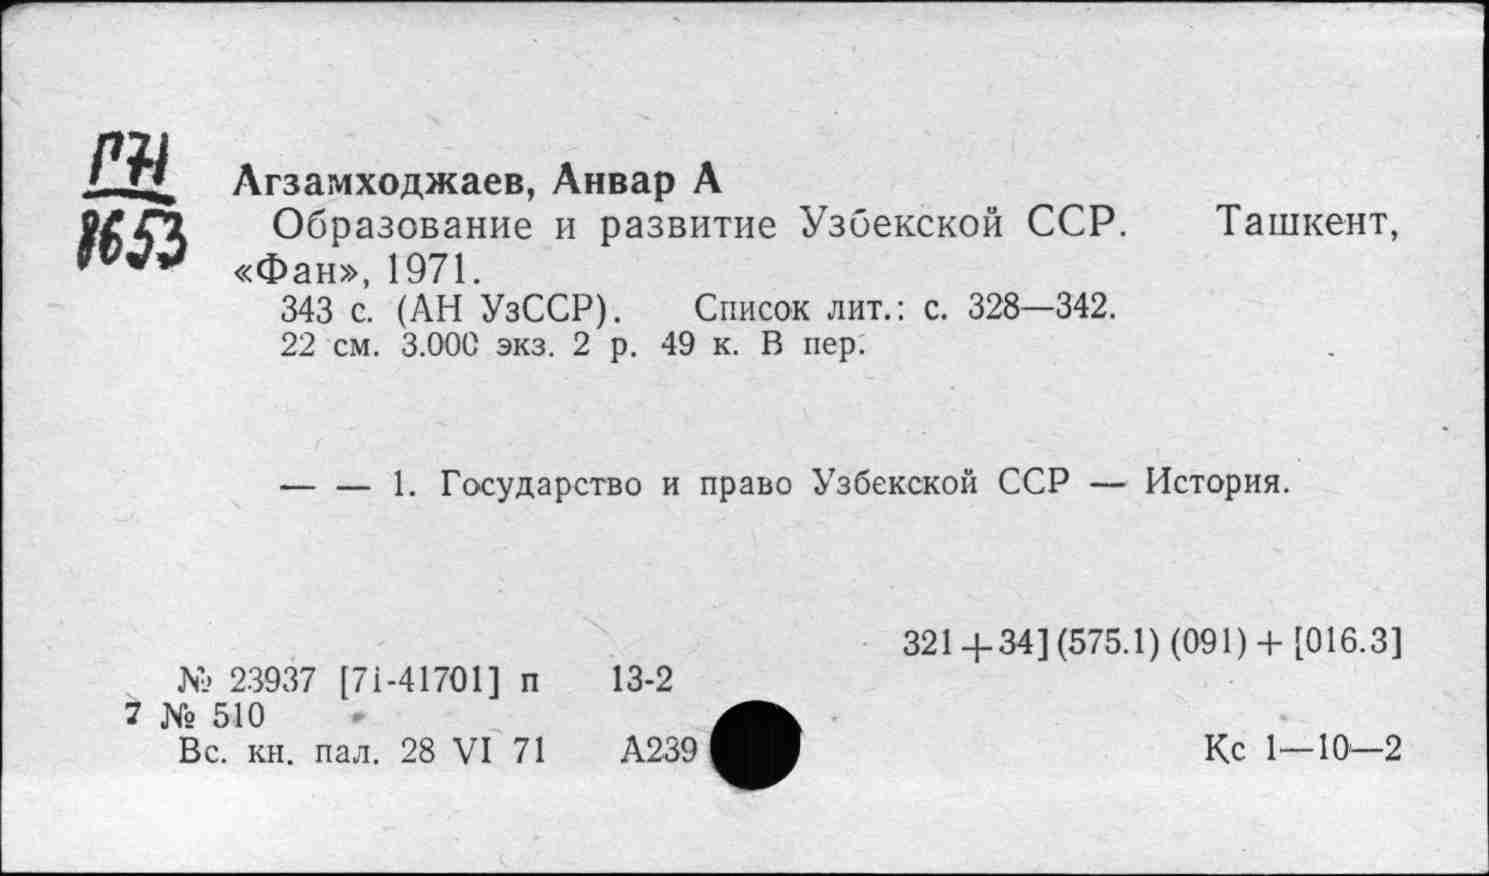 П71
8653
Агзамходжаев, Анвар А
Образование и развитие Узбекской ССР. Ташкент,
«Фан», 1971.
343 с. (АН УзССР). Список лит.: с. 328—342.
22 см. 3.000 экз. 2 р. 49 к. В пер.
— — 1. Государство и право Узбекской ССР — История.
321+34](575.1)(091)+[016.3]
№ 23937 [71-41701] п 13-2
7 № 510
Вс. кн. пал. 28 VI 71 А239
Кс 1—10—2